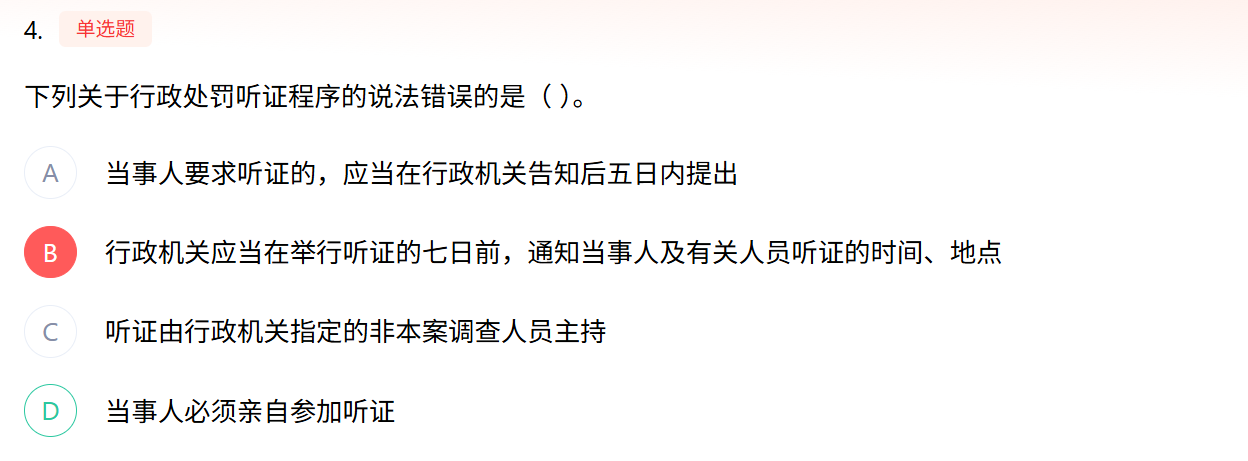 4. 单选题
下列关于行政处罚听证程序的说法错误的是（ ）。
A 当事人要求听证的，应当在行政机关告知后五日内提出
B 行政机关应当在举行听证的七日前，通知当事人及有关人员听证的时间、地点
C 听证由行政机关指定的非本案调查人员主持
D 当事人必须亲自参加听证